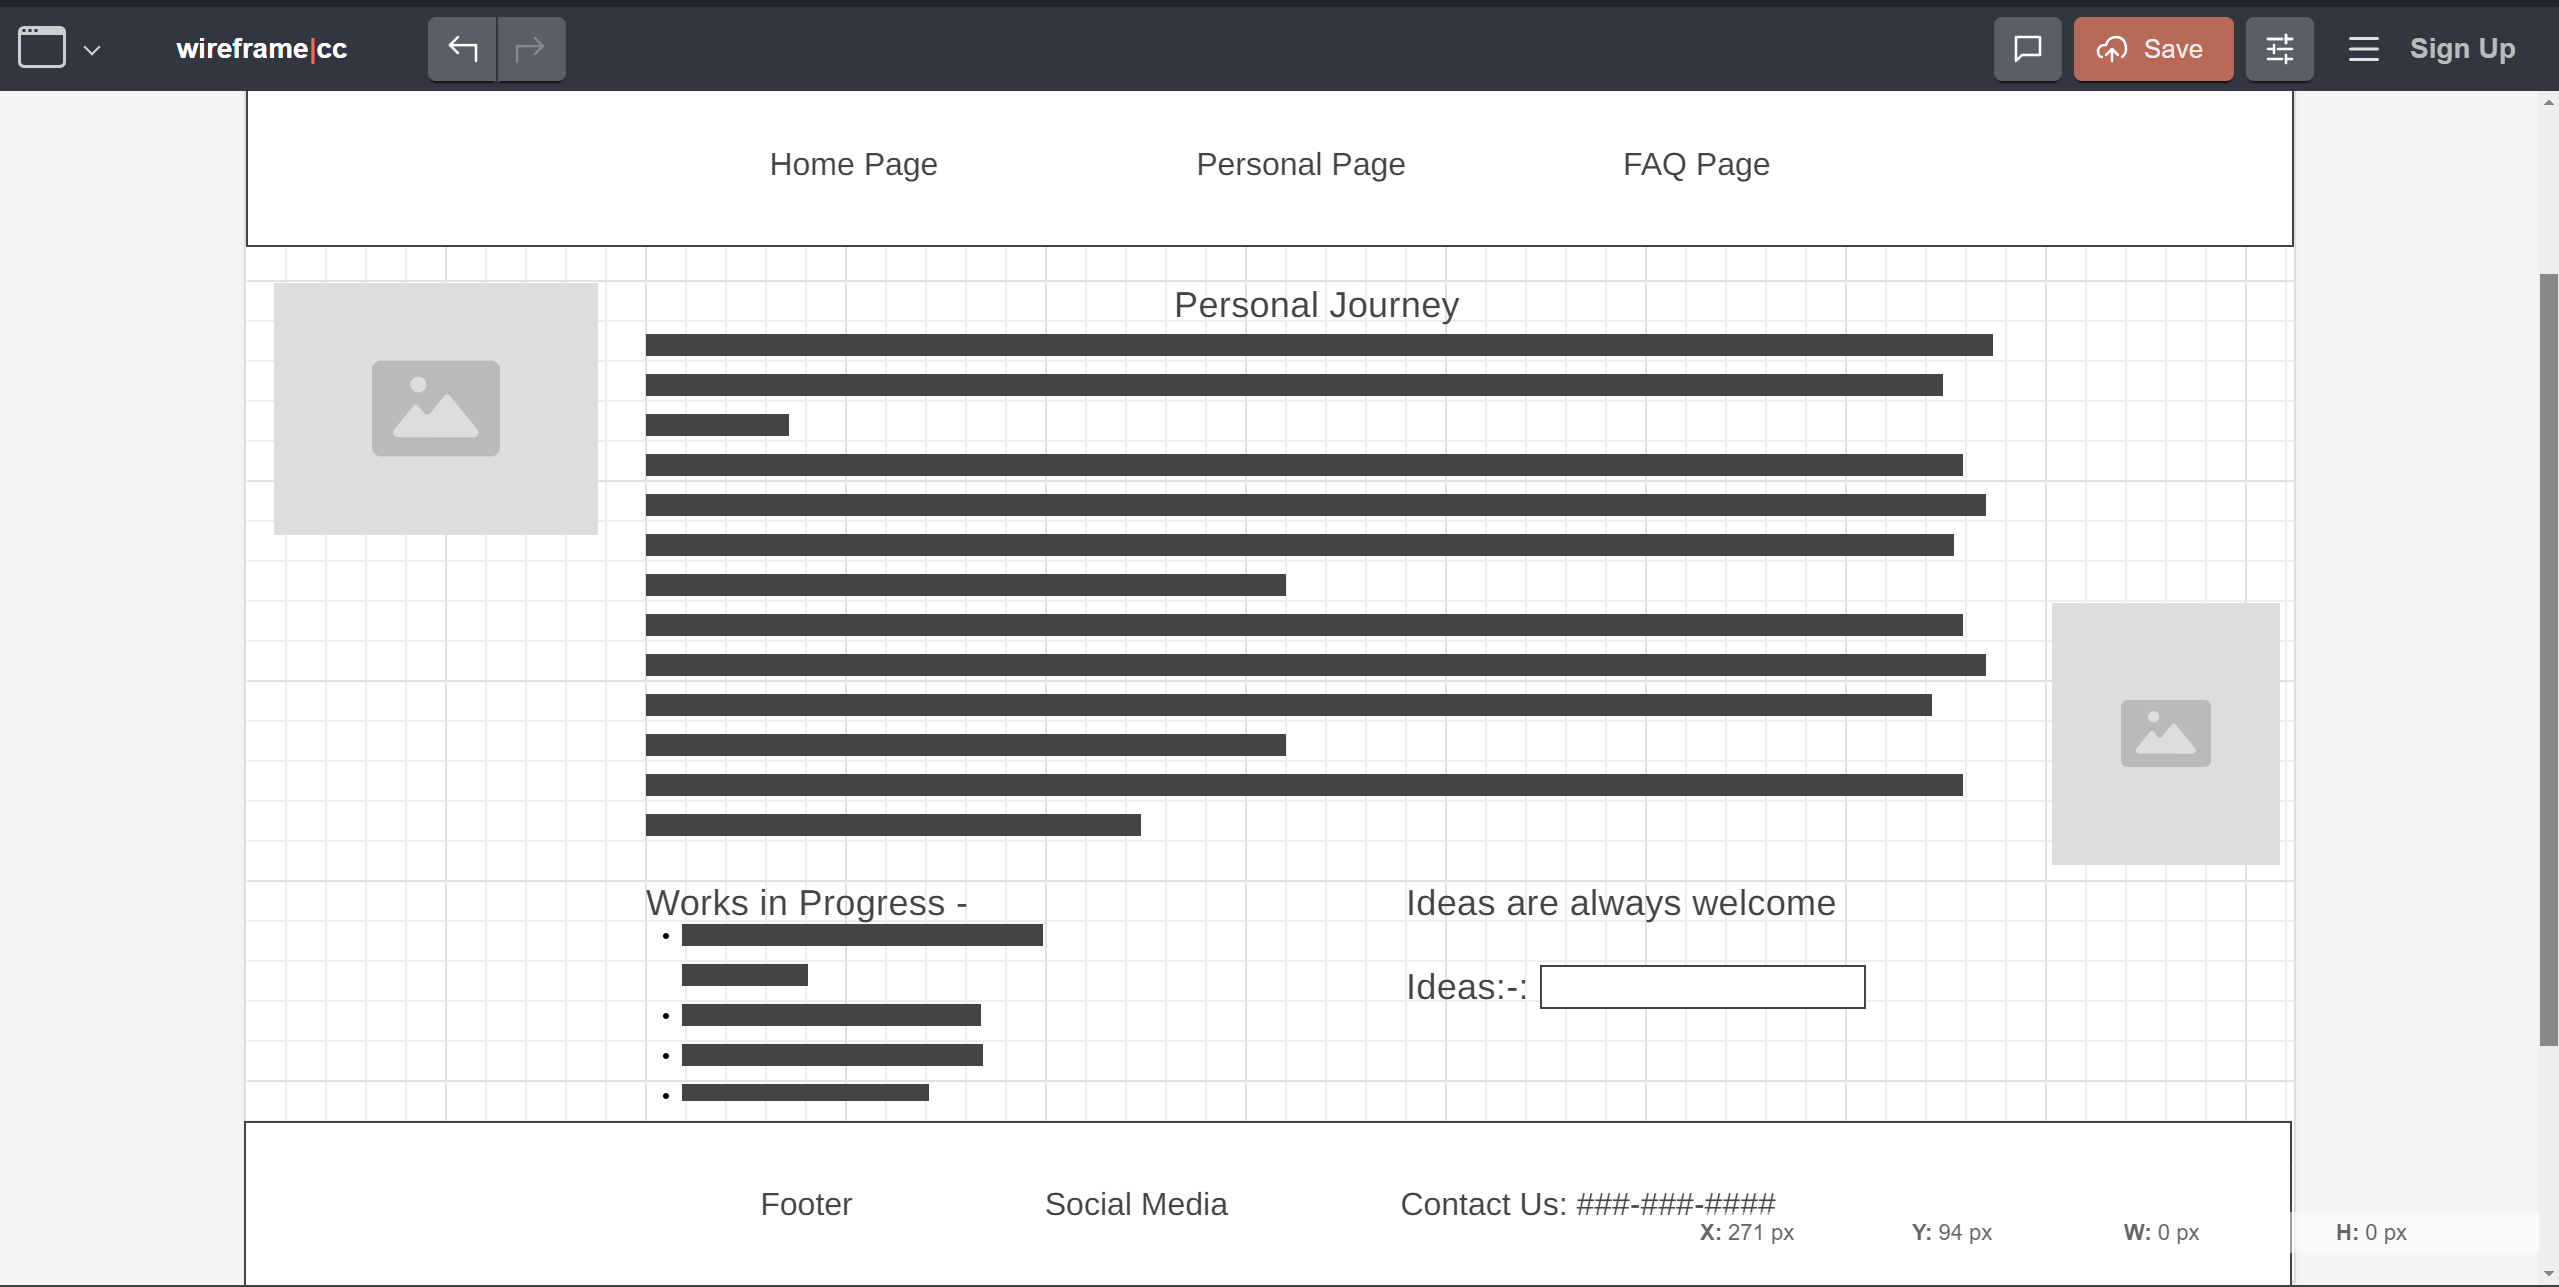 wireframe|cc
Save
Sign Up
Home Page
Personal Page
FAQ Page
Personal Journey
Works in Progress -
Ideas are always welcome
Ideas:-:
Footer
Social Media
Contact Us: ###-###-####
X: 271 px
Y: 94 px
W: 0 px
H: 0 px